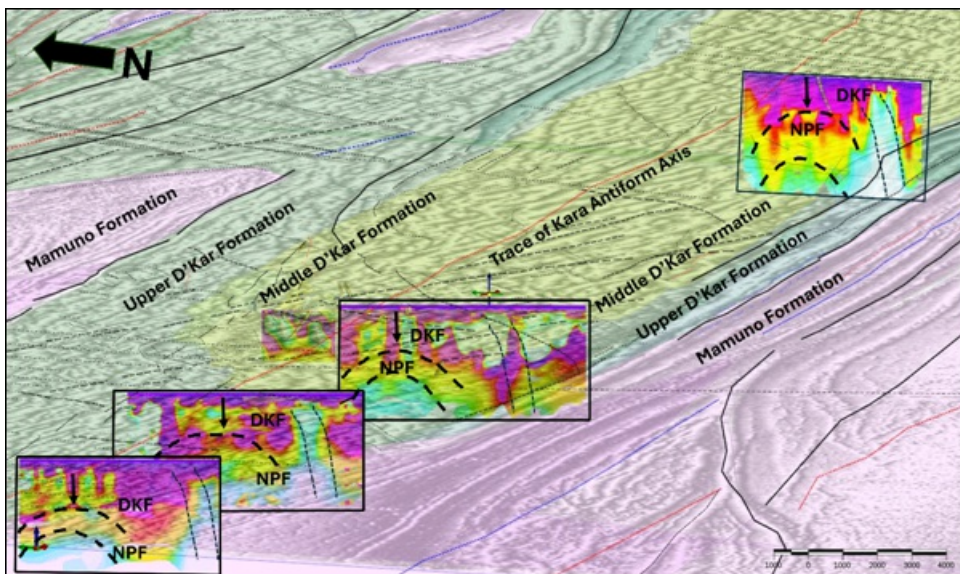 N
DKF
NPF
Mamuno Formation
Upper D'Kar Formation
Middle D'Kar Formation
Trace of Kara Antiform Axis
Middle D'Kar Formation
Upper D'Kar Formation
Mamuno Formation
DKF
NPF
DKF
NPF
DKF
NPF
1000 0 1000 2000 3000 4000